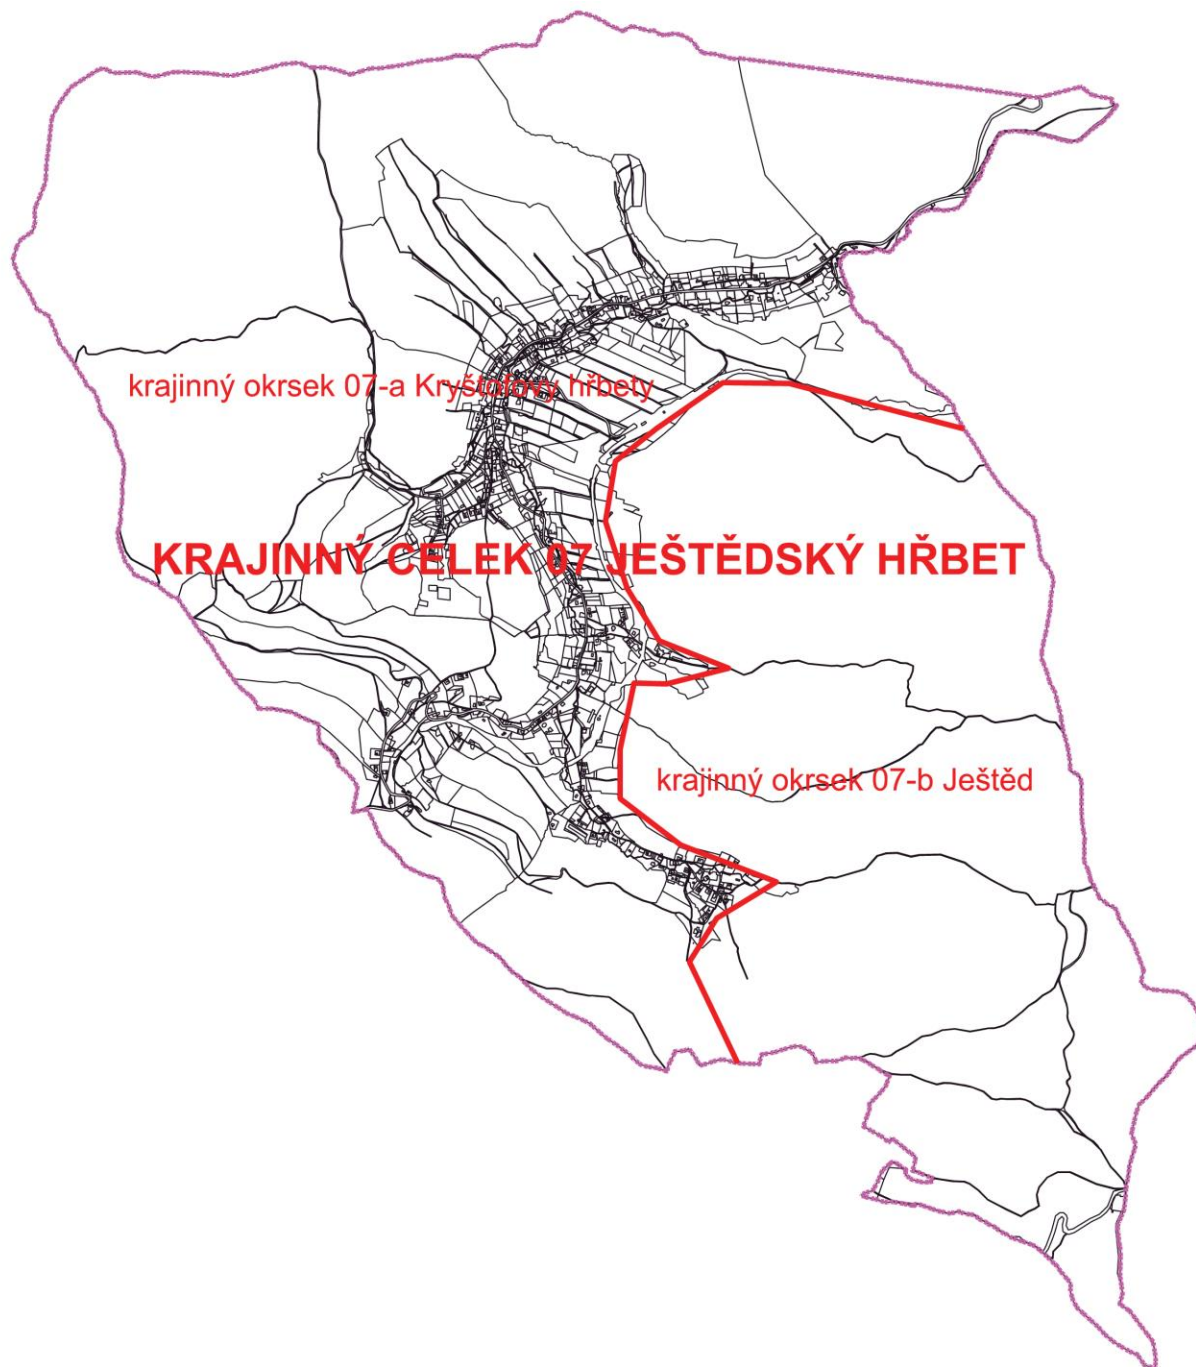 krajinný okrsek 07-a Kryštofovy hřbety
KRAJINNÝ CELEK 07 JEŠTĚDSKÝ HŘBET
krajinný okrsek 07-b Ještěd